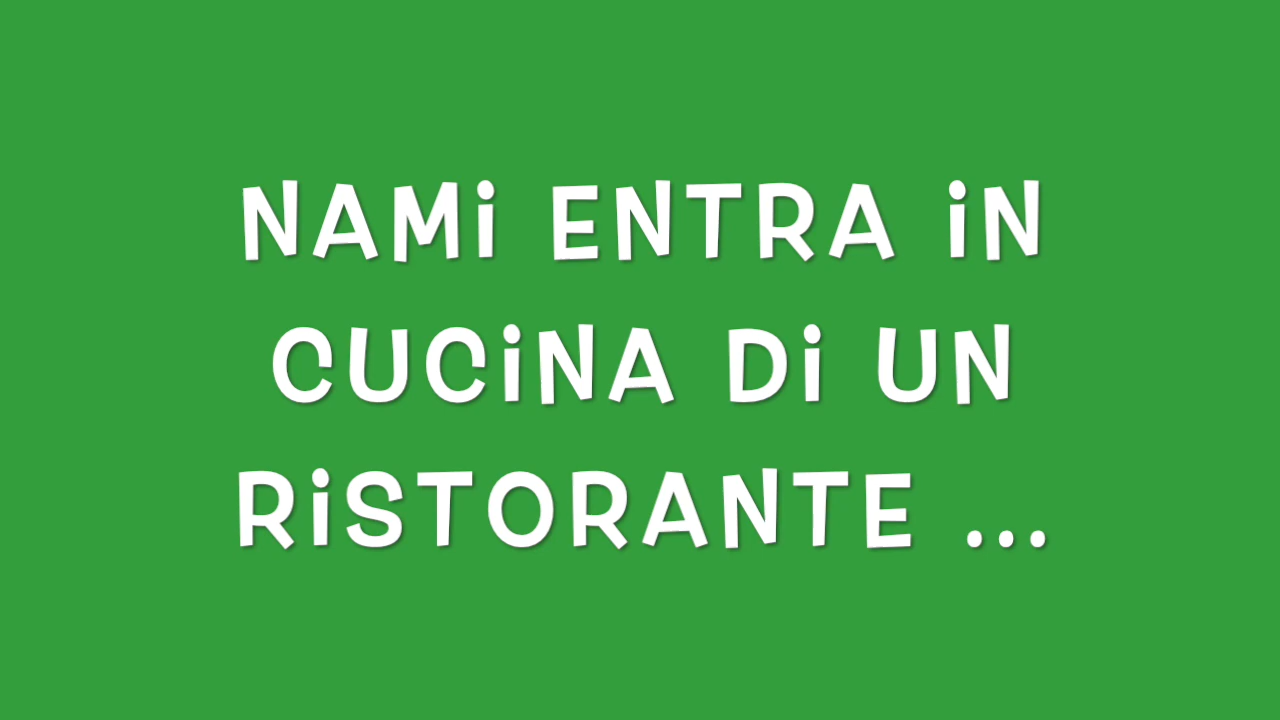 NAMi ENTRA iN
CUCiNA Di UN
RiSTORANTE ...